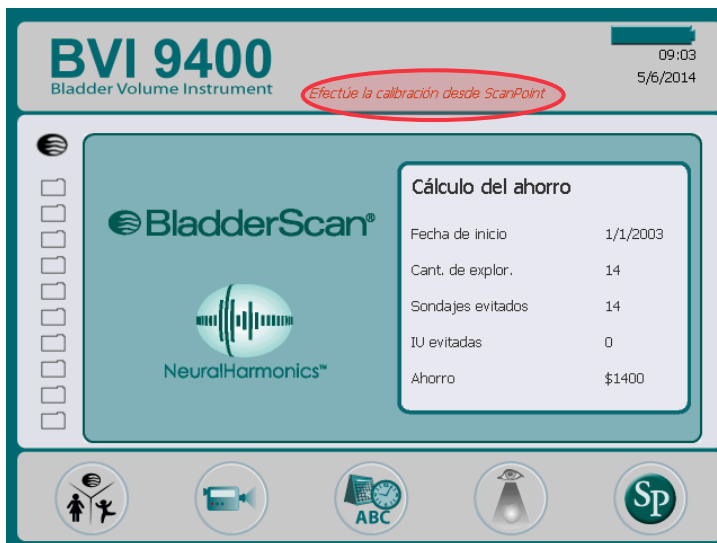 BVI 9400
Bladder Volume Instrument
Efectúe la calibración desde ScanPoint
09:03
5/6/2014
BladderScan®
NeuralHarmonics™
Cálculo del ahorro
Fecha de inicio 1/1/2003
Cant. de explor. 14
Sondajes evitados 14
IU evitadas 0
Ahorro $1400
ABC
Sp